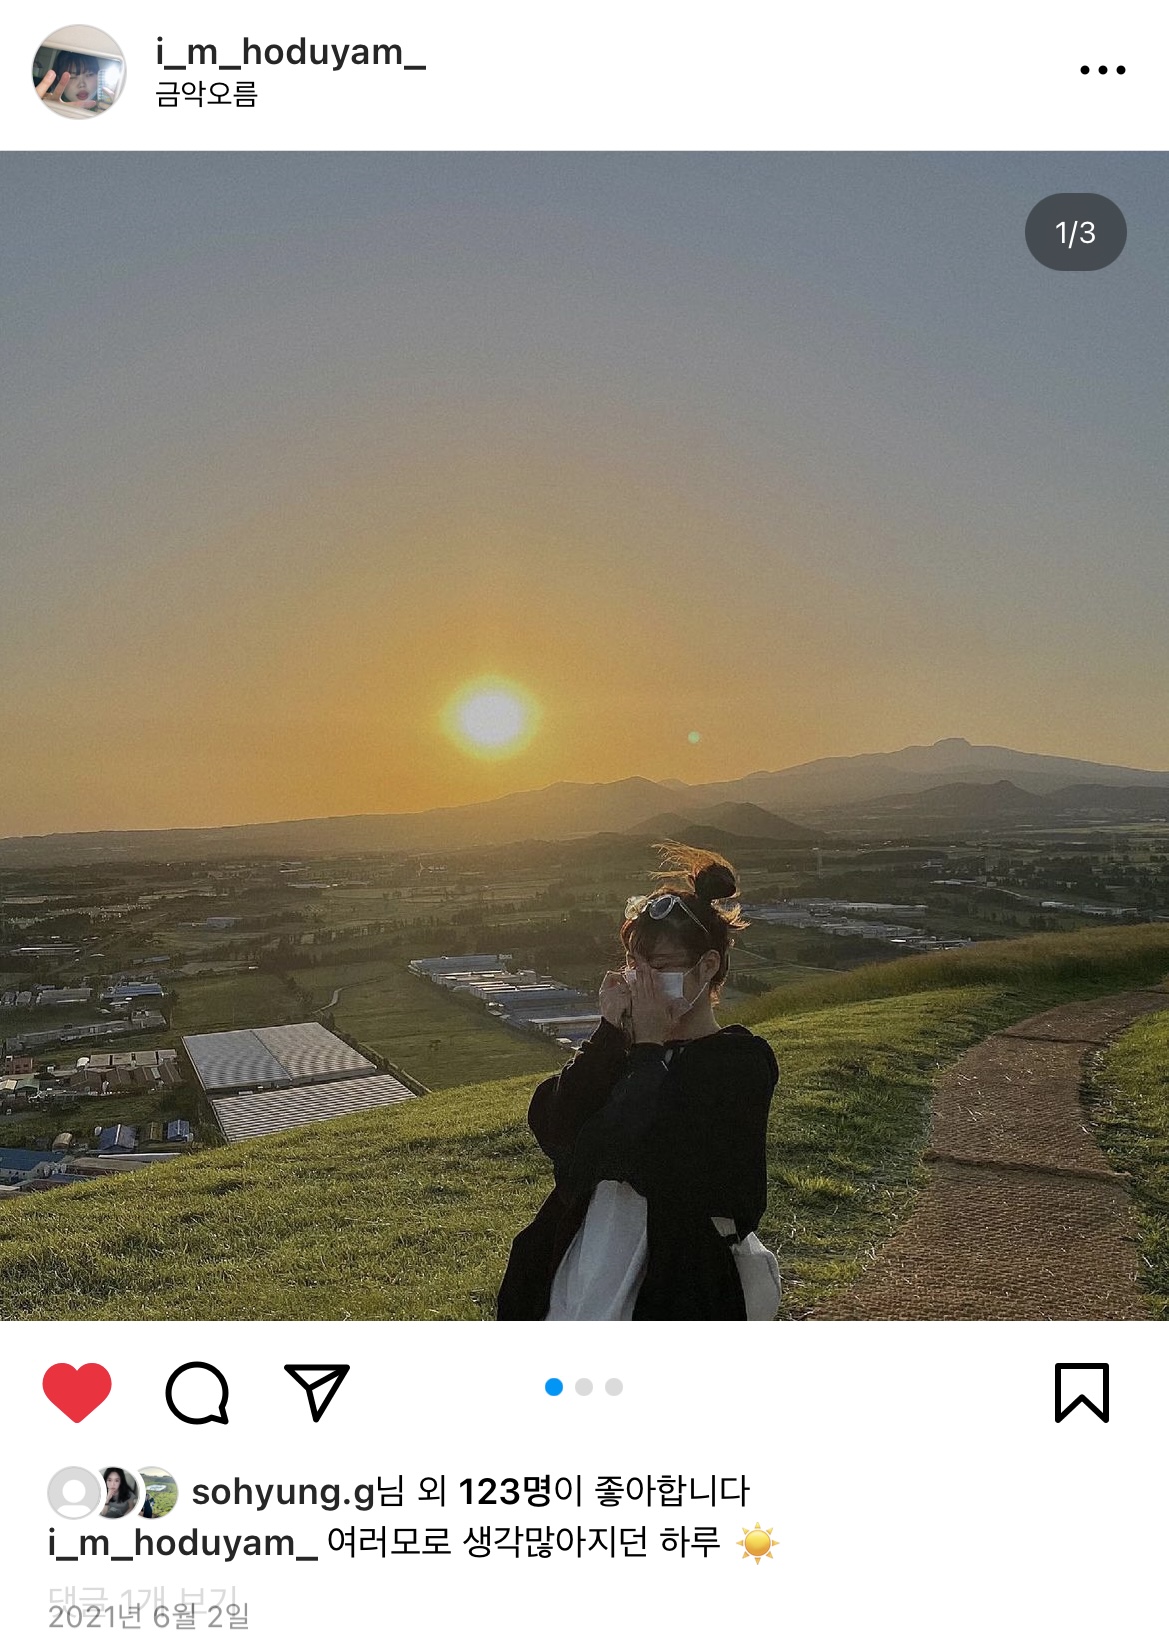 i_m_hoduyam_
금악오름
1/3
sohyung.g님 외 123명이 좋아합니다
i_m_hoduyam_ 여러모로 생각많아지던 하루 ☀️
댓글 1개 보기
2021년 6월 2일